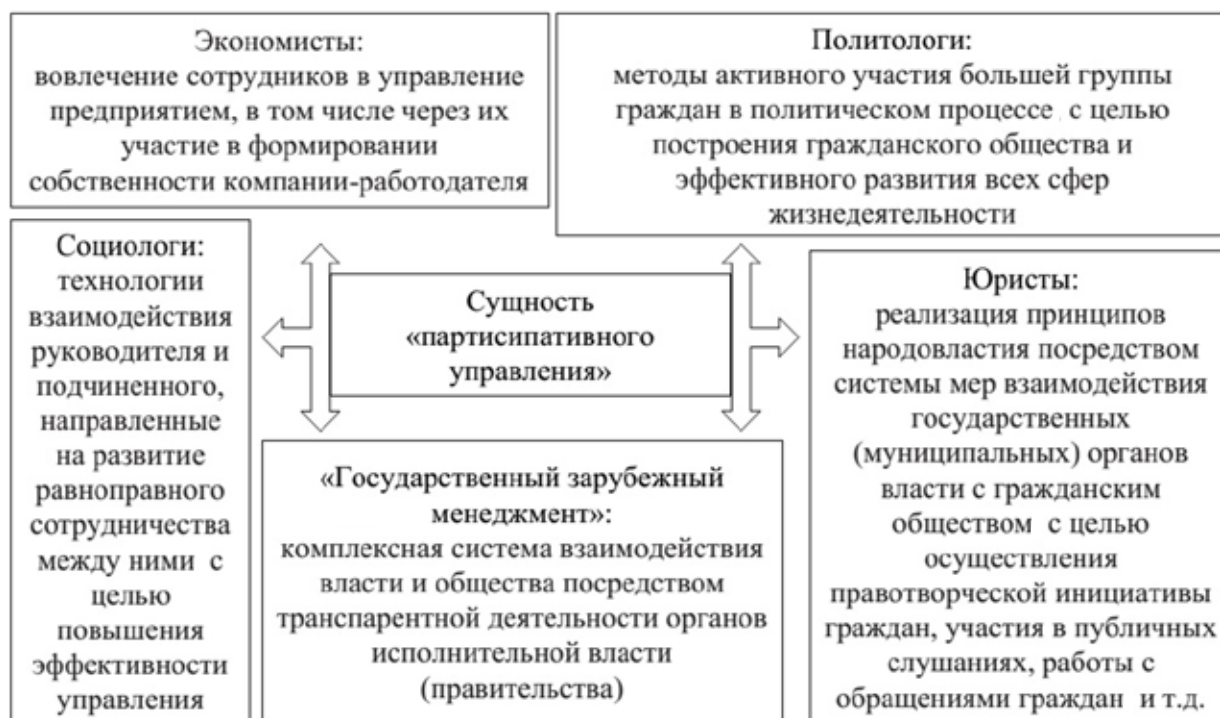 Экономисты:
вовлечение сотрудников в управление
предприятием, в том числе через их
участие в формировании
собственности компании-работодателя
Политологи:
методы активного участия большей группы
граждан в политическом процессе с целью
построения гражданского общества и
эффективного развития всех сфер
жизнедеятельности
Социологи:
технологии
взаимодействия
руководителя и
подчиненного,
направленные
на развитие
равноправного
сотрудничества
между ними с
целью
повышения
эффективности
управления
Сущность
«партисипативного
управления»
Юристы:
реализация принципов
народовластия посредством
системы мер взаимодействия
государственных
(муниципальных) органов
власти с гражданским
обществом с целью
осуществления
правотворческой инициативы
граждан, участия в публичных
слушаниях, работы с
обращениями граждан и т.д.
«Государственный зарубежный
менеджмент»:
комплексная система взаимодействия
власти и общества посредством
транспарентной деятельности органов
исполнительной власти
(правительства)